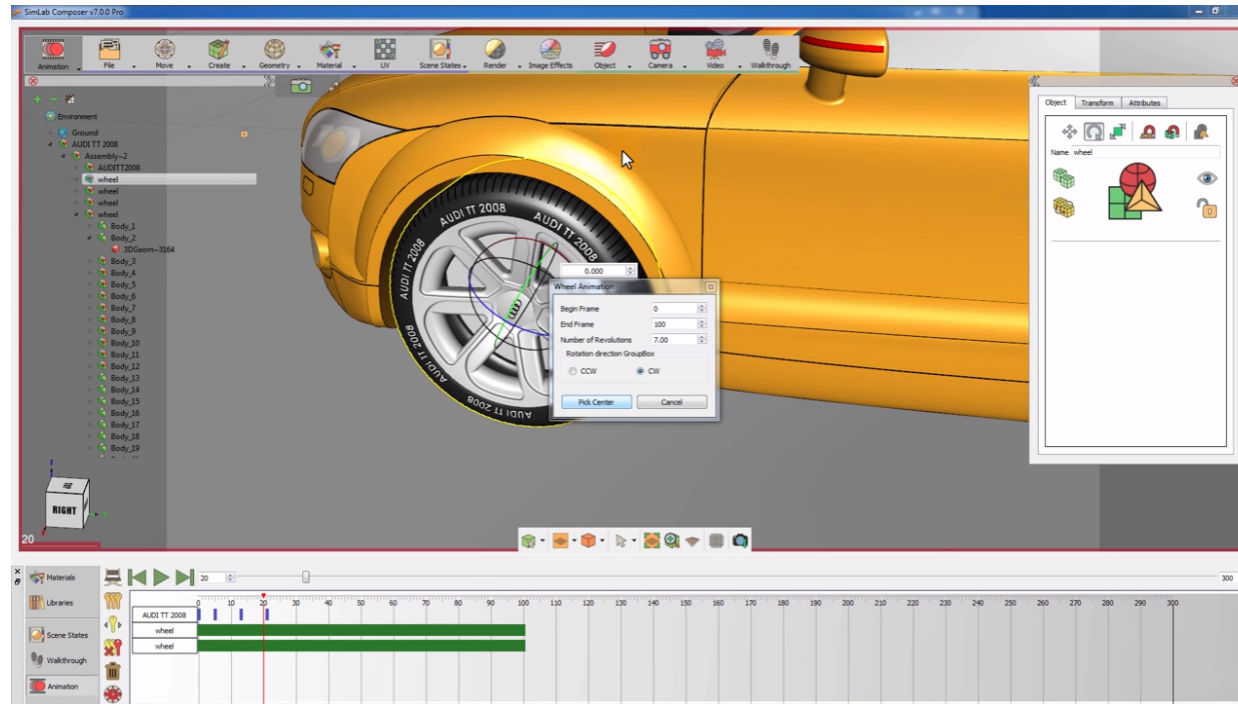 SimLab Composer v7.0.0 Pro
Animation File Move Create Geometry Material UV Scene States Render Image Effects Object Camera Video Walkthrough
Environment
Ground
AUDI TT 2008
Assembly~2
AUDITT2008
wheel
wheel
wheel
wheel
Body_1
Body_2
3DGeom~3164
Body_3
Body_4
Body_5
Body_6
Body_7
Body_8
Body_9
Body_10
Body_11
Body_12
Body_13
Body_14
Body_15
Body_16
Body_17
Body_18
Body_19
RIGHT
20
AUDI TT 2008
AUDI TT 2008
AUDI TT 2008
AUDI TT 2008
AUDI TT 2008
0.000
Wheel Animation
Begin Frame 0
End Frame 100
Number of Revolutions 7.00
Rotation direction GroupBox
CCW CW
Pick Center Cancel
Object Transform Attributes
Name wheel
Materials
Libraries
Scene States
Walkthrough
Animation
20 300
0 10 20 30 40 50 60 70 80 90 100 110 120 130 140 150 160 170 180 190 200 210 220 230 240 250 260 270 280 290 300
AUDI TT 2008
wheel
wheel